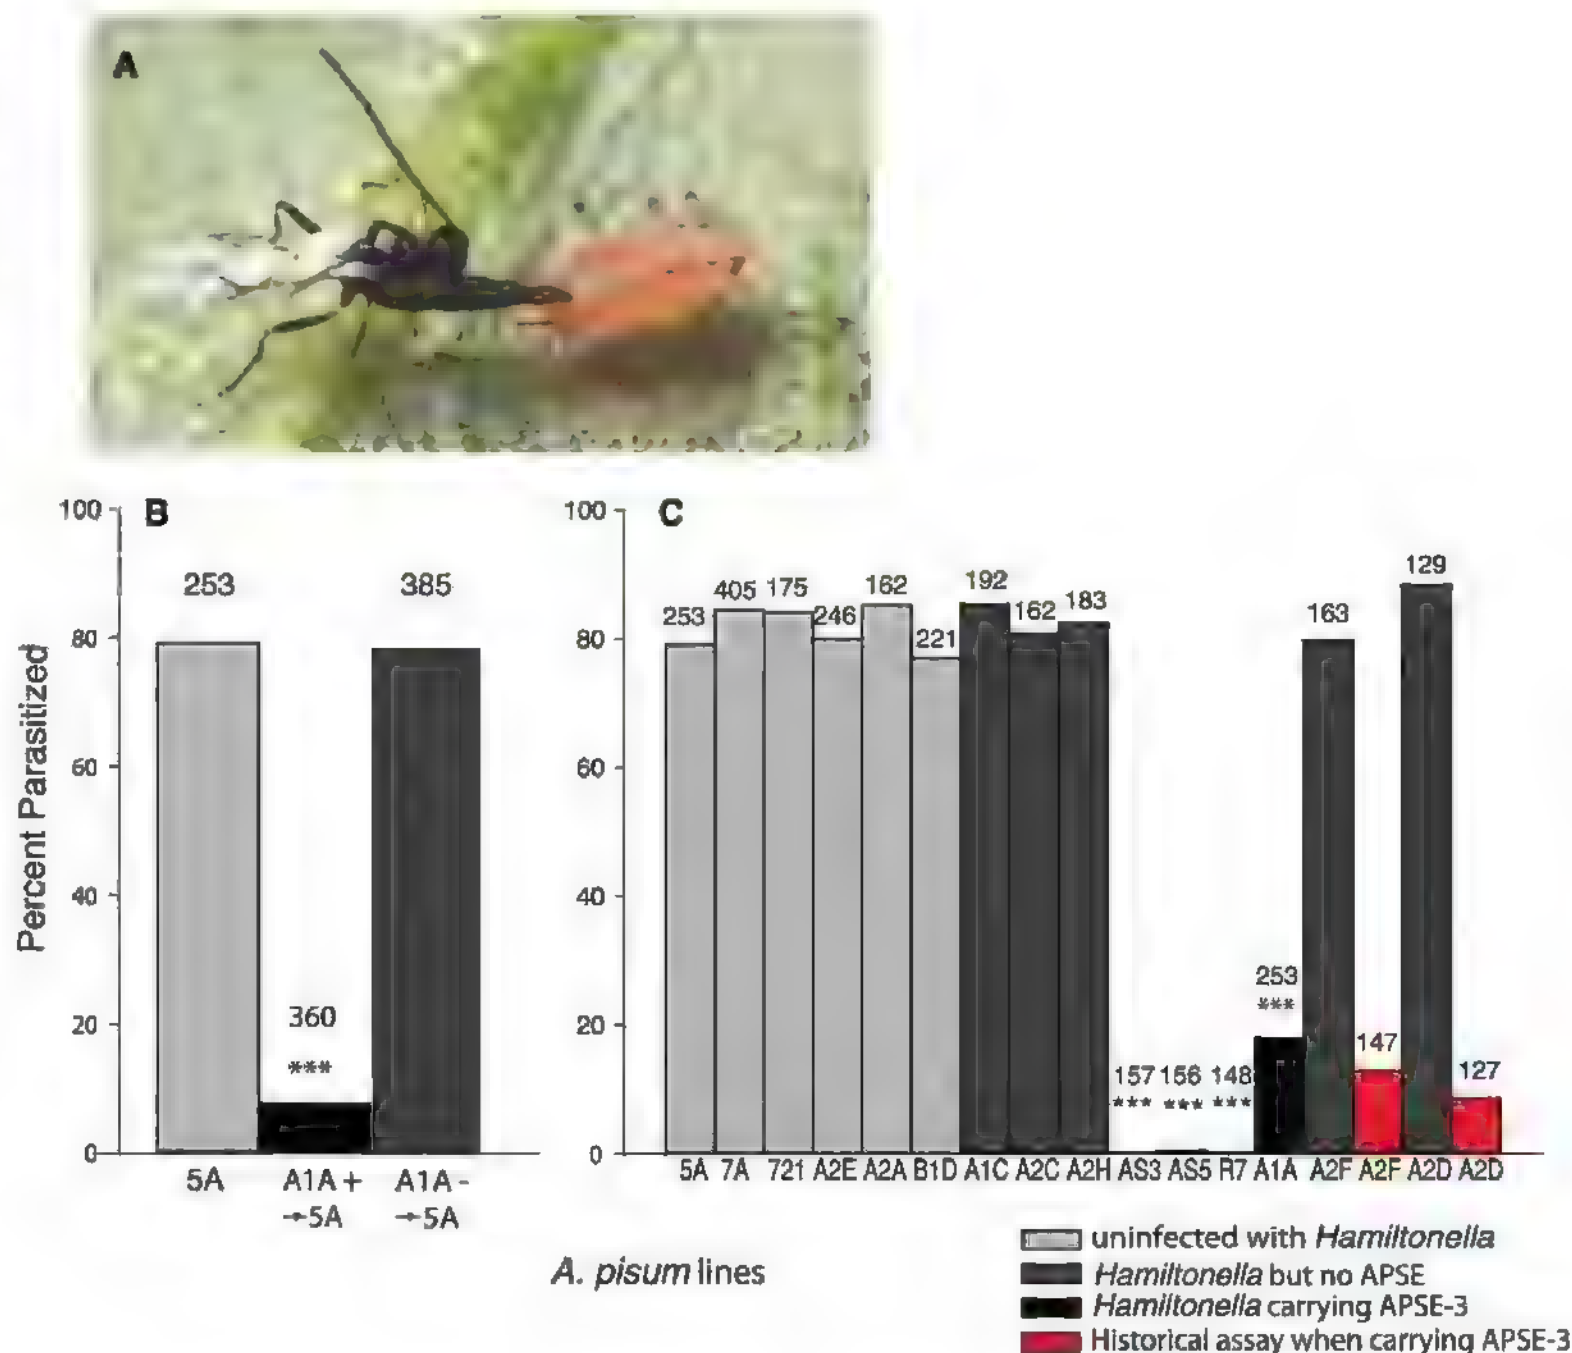 A
B
C
100
80
60
40
20
0
Percent Parasitized
253
360
***
385
5A
A1A + →5A
A1A - →5A
100
80
60
40
20
0
253
405
175
246
162
221
192
162
183
157
***
156
***
148
***
253
***
163
147
129
127
5A 7A 721 A2E A2A B1D A1C A2C A2H AS3 AS5 R7 A1A A2F A2F A2D A2D
A. pisum lines
uninfected with Hamiltonella
Hamiltonella but no APSE
Hamiltonella carrying APSE-3
Historical assay when carrying APSE-3